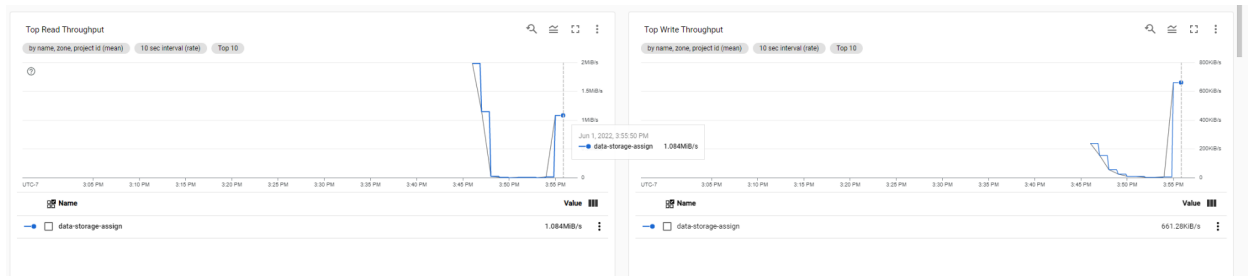 Top Read Throughput
by name, zone, project id (mean) 10 sec interval (rate) Top 10
2MiB/s
1.5MiB/s
1MiB/s
0
UTC-7 3:05 PM 3:10 PM 3:15 PM 3:20 PM 3:25 PM 3:30 PM 3:35 PM 3:40 PM 3:45 PM 3:50 PM 3:55 PM
Jun 1, 2022, 3:55:50 PM
data-storage-assign 1.084MiB/s
Name Value
data-storage-assign 1.084MiB/s
Top Write Throughput
by name, zone, project id (mean) 10 sec interval (rate) Top 10
800KiB/s
600KiB/s
400KiB/s
200KiB/s
0
UTC-7 3:05 PM 3:10 PM 3:15 PM 3:20 PM 3:25 PM 3:30 PM 3:35 PM 3:40 PM 3:45 PM 3:50 PM 3:55 PM
Name Value
data-storage-assign 661.28KiB/s